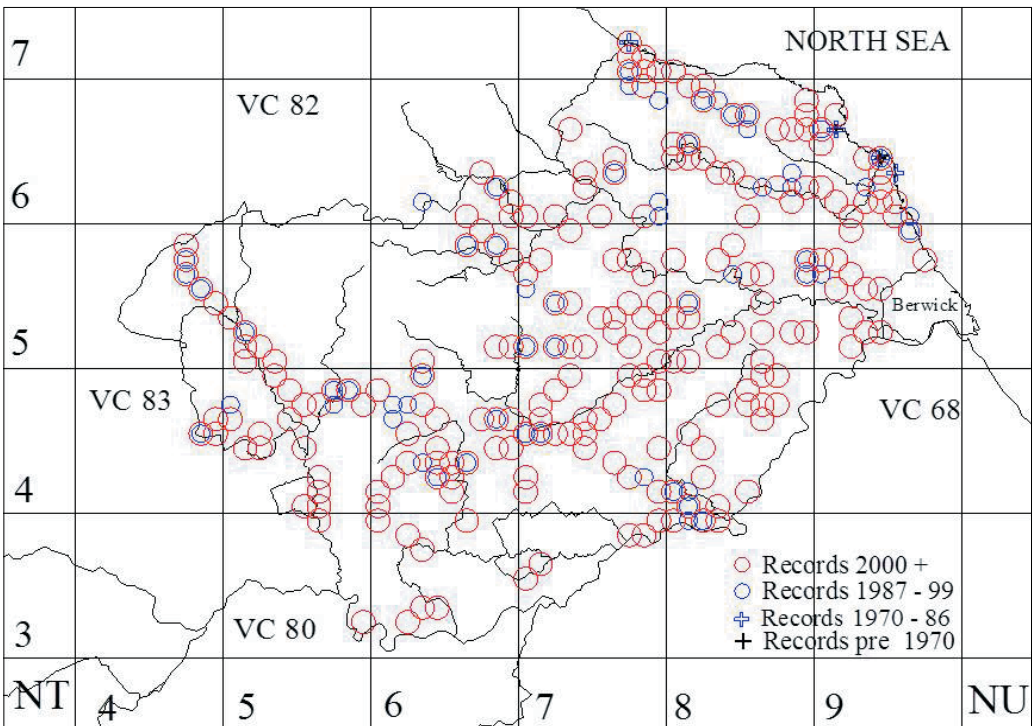 7
NORTH SEA
VC 82
6
Berwick
5
VC 83
VC 68
4
Records 2000 +
Records 1987 - 99
Records 1970 - 86
Records pre 1970
3
VC 80
NT 4 5 6 7 8 9 NU